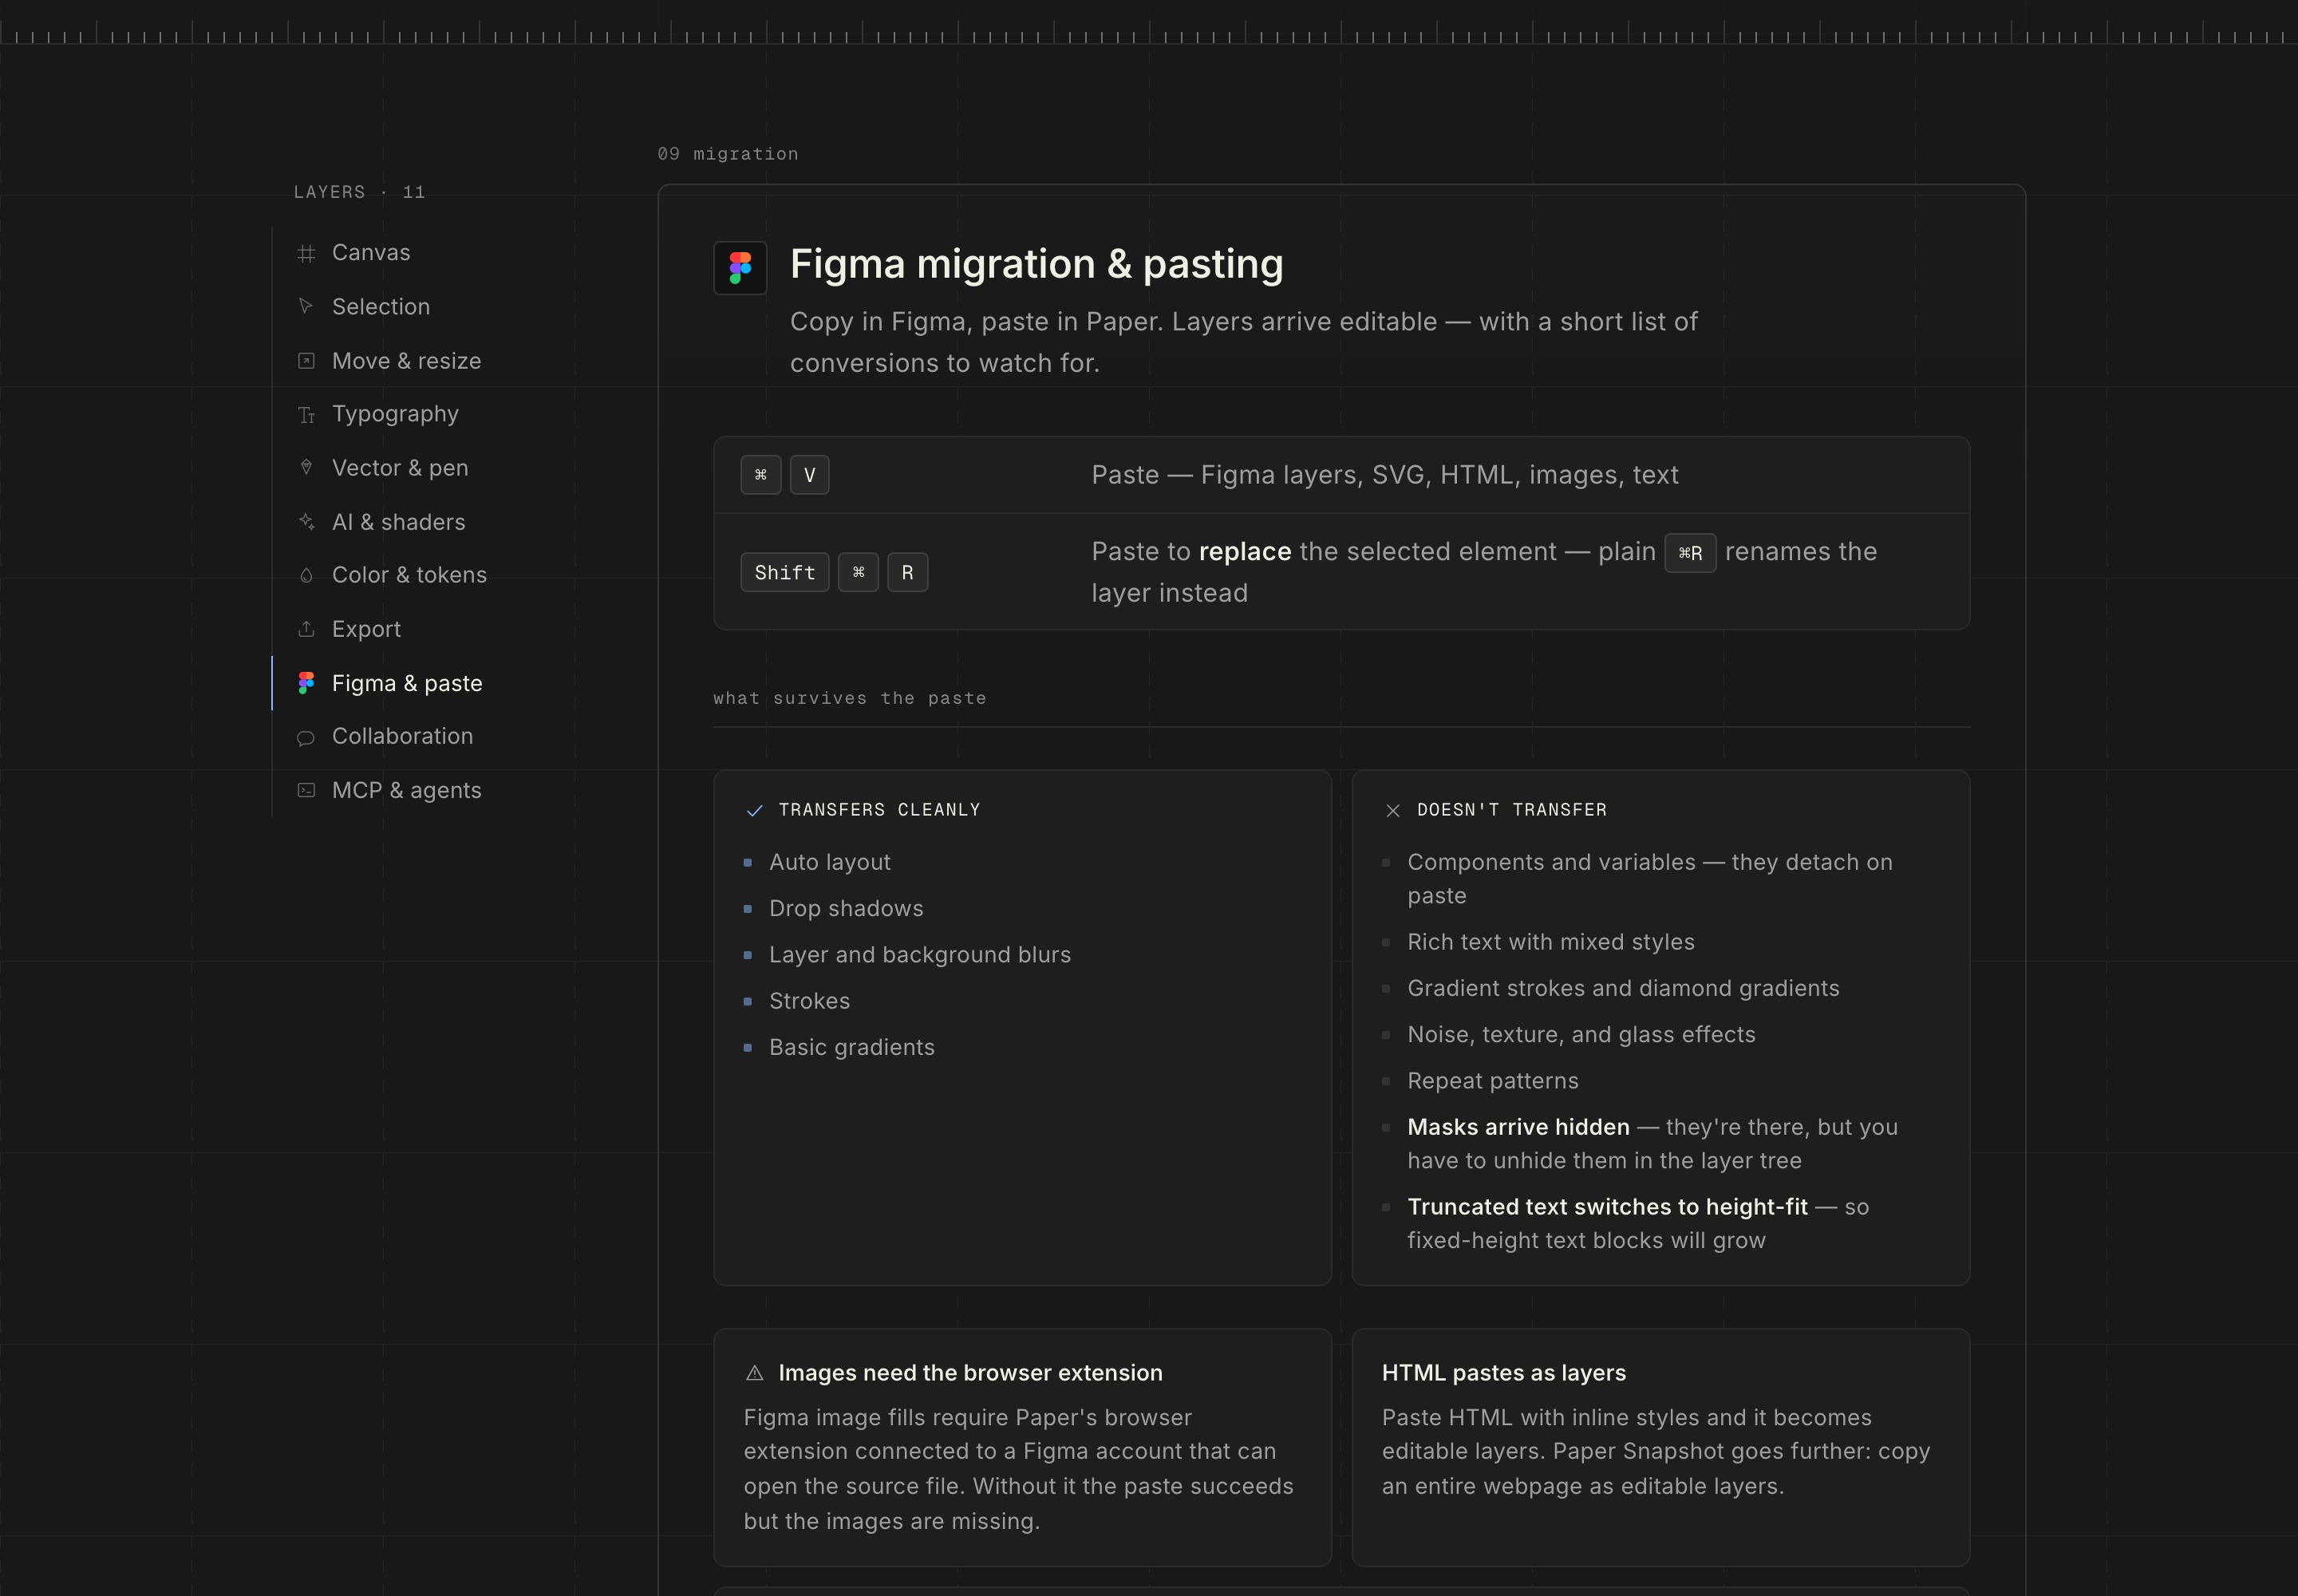 09 migration
LAYERS · 11
Canvas
Selection
Move & resize
Typography
Vector & pen
AI & shaders
Color & tokens
Export
Figma & paste
Collaboration
MCP & agents
Figma migration & pasting
Copy in Figma, paste in Paper. Layers arrive editable — with a short list of
conversions to watch for.
⌘ V
Paste — Figma layers, SVG, HTML, images, text
Shift ⌘ R
Paste to replace the selected element — plain ⌘R renames the
layer instead
what survives the paste
TRANSFERS CLEANLY
Auto layout
Drop shadows
Layer and background blurs
Strokes
Basic gradients
DOESN'T TRANSFER
Components and variables — they detach on
paste
Rich text with mixed styles
Gradient strokes and diamond gradients
Noise, texture, and glass effects
Repeat patterns
Masks arrive hidden — they're there, but you
have to unhide them in the layer tree
Truncated text switches to height-fit — so
fixed-height text blocks will grow
Images need the browser extension
Figma image fills require Paper's browser
extension connected to a Figma account that can
open the source file. Without it the paste succeeds
but the images are missing.
HTML pastes as layers
Paste HTML with inline styles and it becomes
editable layers. Paper Snapshot goes further: copy
an entire webpage as editable layers.